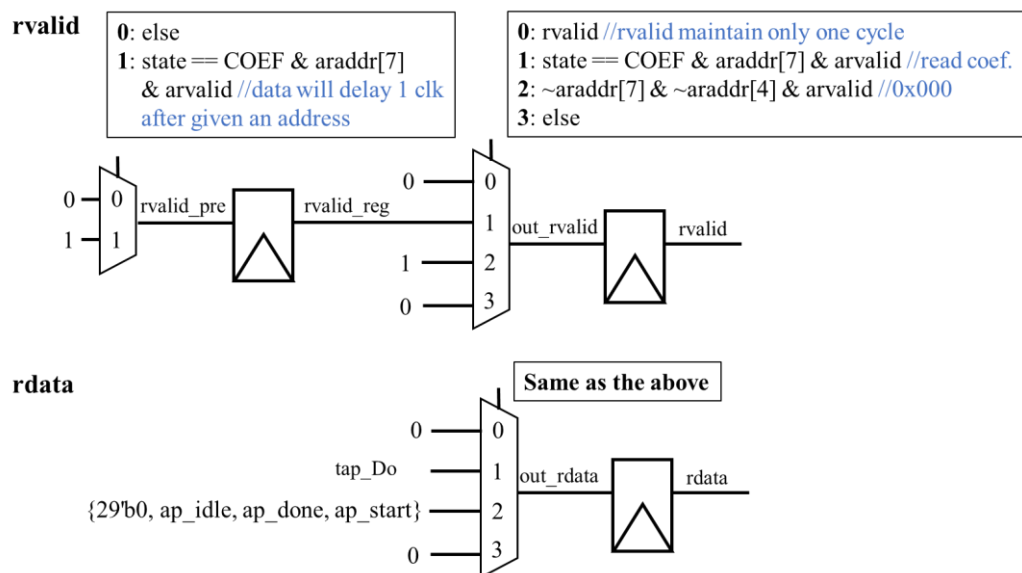 rvalid
0: else
1: state == COEF & araddr[7]
& arvalid //data will delay 1 clk
after given an address
0: rvalid //rvalid maintain only one cycle
1: state == COEF & araddr[7] & arvalid //read coef.
2: ~araddr[7] & ~araddr[4] & arvalid //0x000
3: else
0
1
0
1
rvalid_pre
rvalid_reg
0
1
0
0
1
2
3
out_rvalid
rvalid
rdata
Same as the above
0
tap_Do
{29'b0, ap_idle, ap_done, ap_start}
0
0
1
2
3
out_rdata
rdata